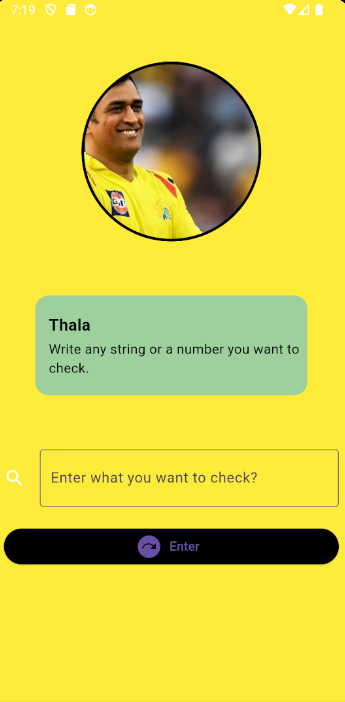 7:19
Thala
Write any string or a number you want to
check.
Enter what you want to check?
Enter